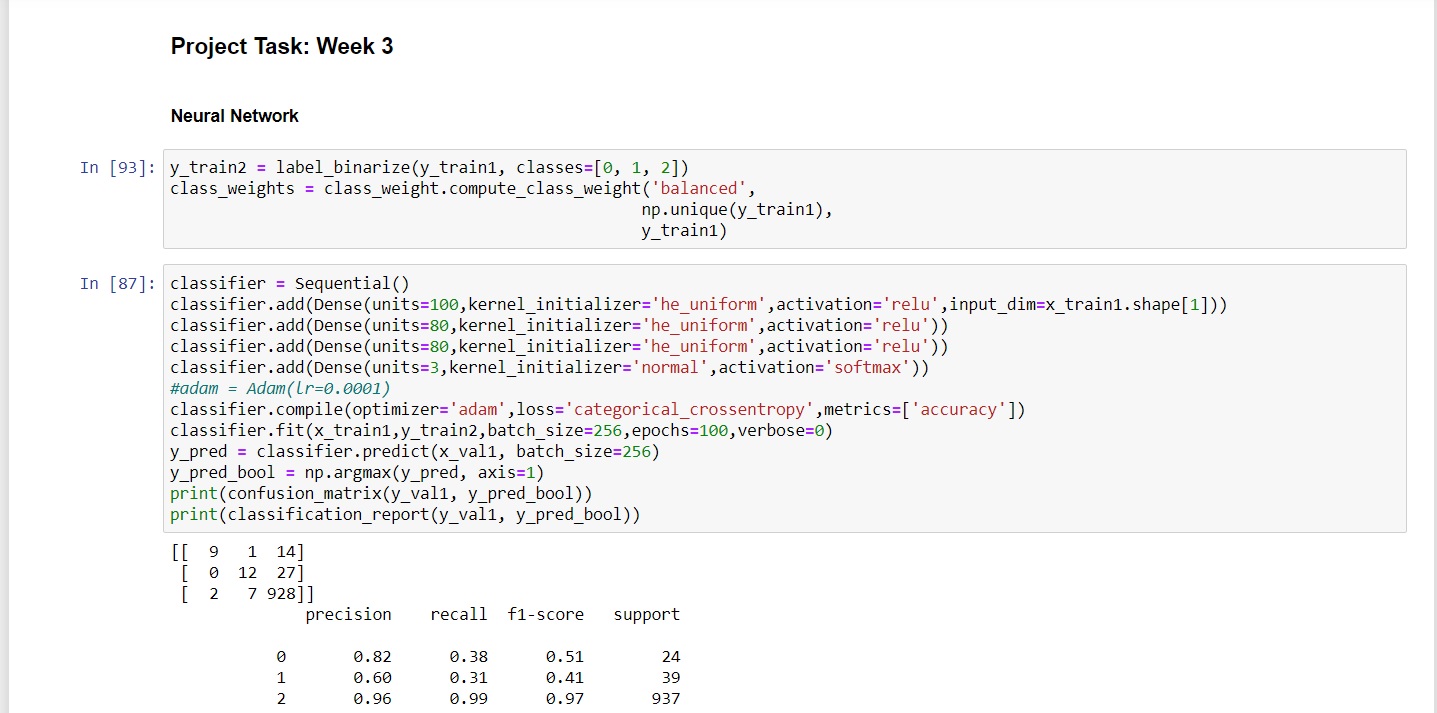 Project Task: Week 3
Neural Network
In [93]: y_train2 = label_binarize(y_train1, classes=[0, 1, 2])
class_weights = class_weight.compute_class_weight('balanced',
np.unique(y_train1),
y_train1)
In [87]: classifier = Sequential()
classifier.add(Dense(units=100,kernel_initializer='he_uniform',activation='relu',input_dim=x_train1.shape[1]))
classifier.add(Dense(units=80,kernel_initializer='he_uniform',activation='relu'))
classifier.add(Dense(units=80,kernel_initializer='he_uniform',activation='relu'))
classifier.add(Dense(units=3,kernel_initializer='normal',activation='softmax'))
#adam = Adam(lr=0.0001)
classifier.compile(optimizer='adam',loss='categorical_crossentropy',metrics=['accuracy'])
classifier.fit(x_train1,y_train2,batch_size=256,epochs=100,verbose=0)
y_pred = classifier.predict(x_val1, batch_size=256)
y_pred_bool = np.argmax(y_pred, axis=1)
print(confusion_matrix(y_val1, y_pred_bool))
print(classification_report(y_val1, y_pred_bool))
[[ 9 1 14]
[ 0 12 27]
[ 2 7 928]]
precision recall f1-score support
0 0.82 0.38 0.51 24
1 0.60 0.31 0.41 39
2 0.96 0.99 0.97 937